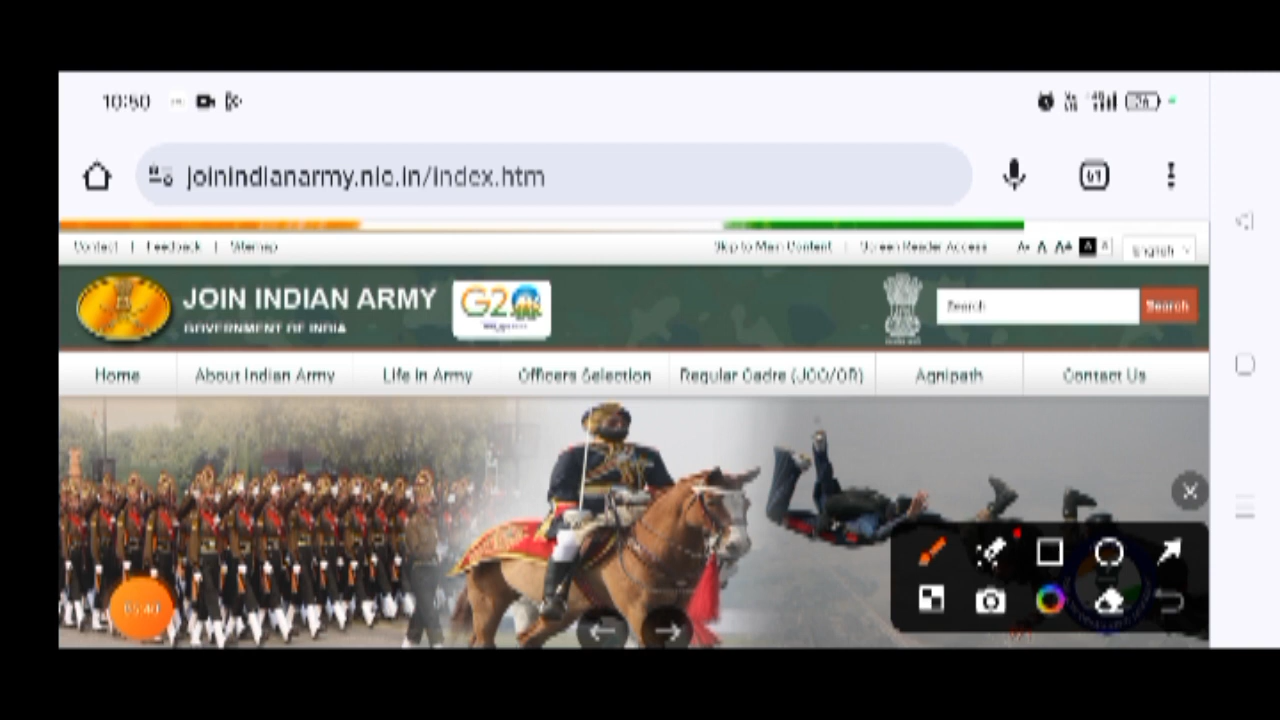 10:50
joinindianarmy.nic.in/index.htm
Contact | Feedback | Sitemap
Skip to Main Content | Screen Reader Access A- A A+ A A English
JOIN INDIAN ARMY
GOVERNMENT OF INDIA
G20
Search Search
Home About Indian Army Life In Army Officers Selection Regular Cadre (JCO/OR) Agnipath Contact Us